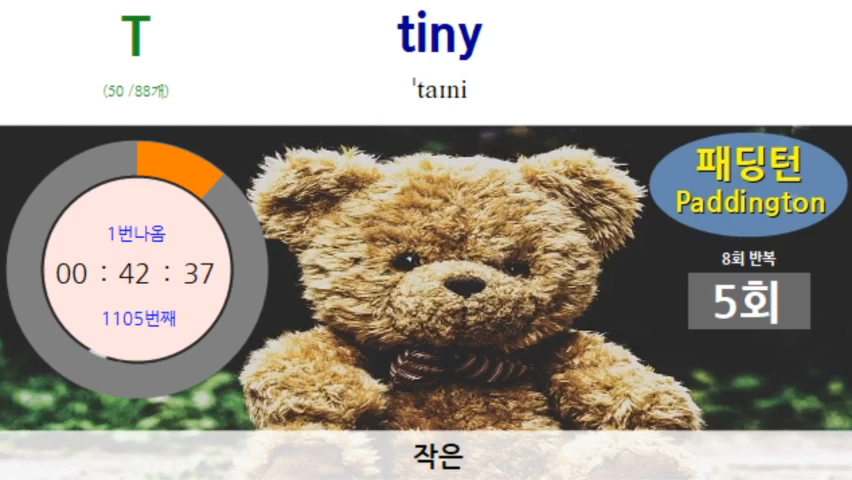 T
tiny
(50 /88개)
ˈtaɪni
패딩턴
Paddington
1번나옴
00 : 42 : 37
1105번째
8회 반복
5회
작은